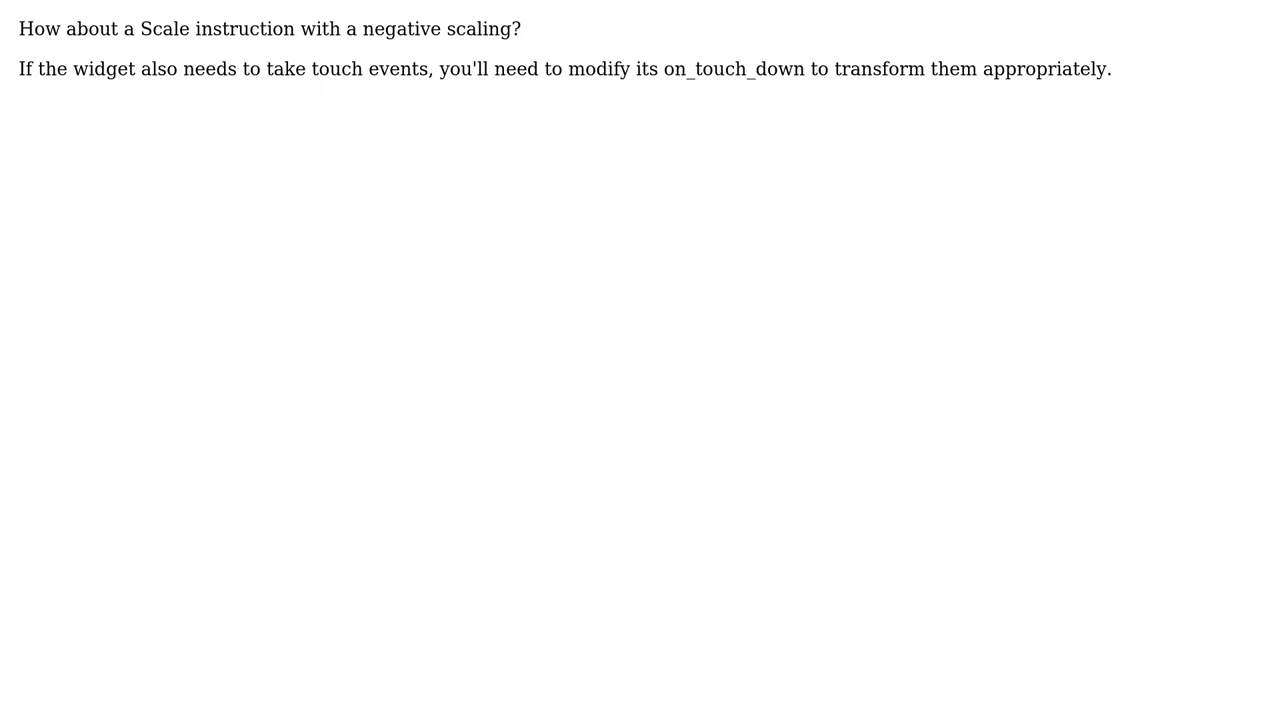 How about a Scale instruction with a negative scaling?
If the widget also needs to take touch events, you'll need to modify its on_touch_down to transform them appropriately.